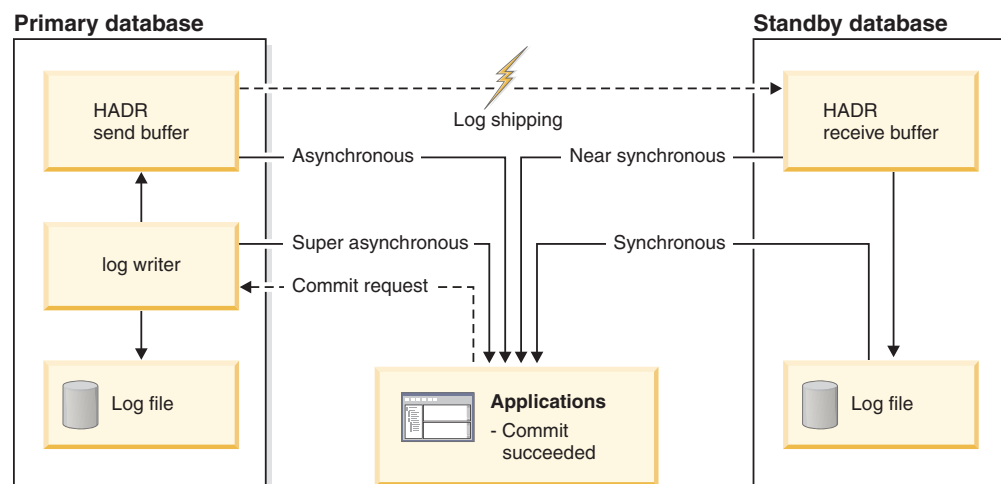 Primary database
Standby database
HADR
send buffer
Log shipping
HADR
receive buffer
Asynchronous
Near synchronous
log writer
Super asynchronous
Synchronous
Commit request
Log file
Applications
- Commit
succeeded
Log file